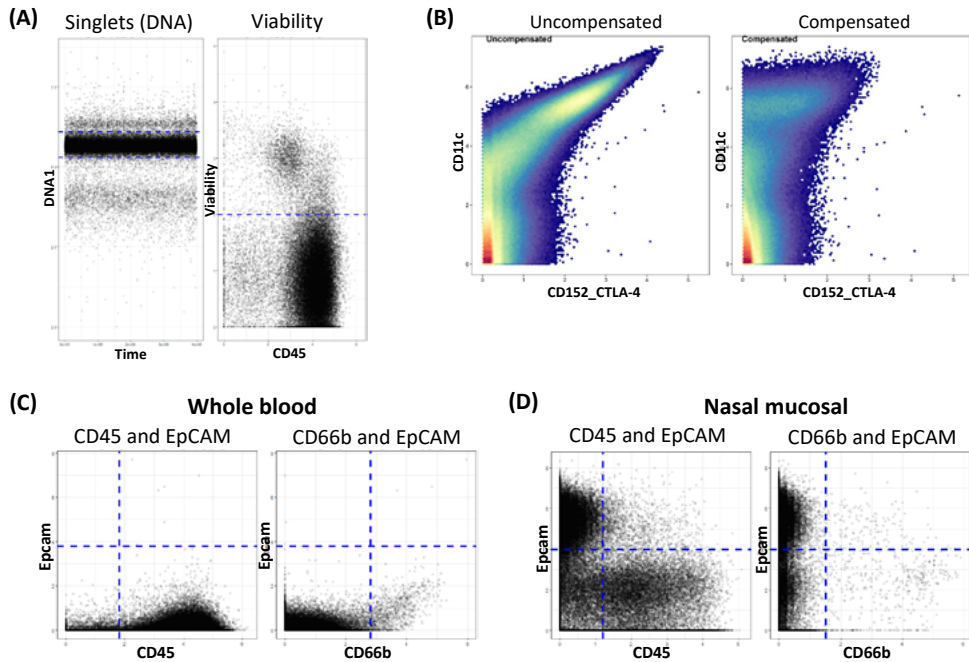 (A)
Singlets (DNA)
Viability
DNA1
Time
Viability
CD45
(B)
Uncompensated
Compensated
Uncompensated
Compensated
CD11c
CD152_CTLA-4
CD11c
CD152_CTLA-4
(C)
Whole blood
CD45 and EpCAM
CD66b and EpCAM
Epcam
CD45
Epcam
CD66b
(D)
Nasal mucosal
CD45 and EpCAM
CD66b and EpCAM
Epcam
CD45
Epcam
CD66b